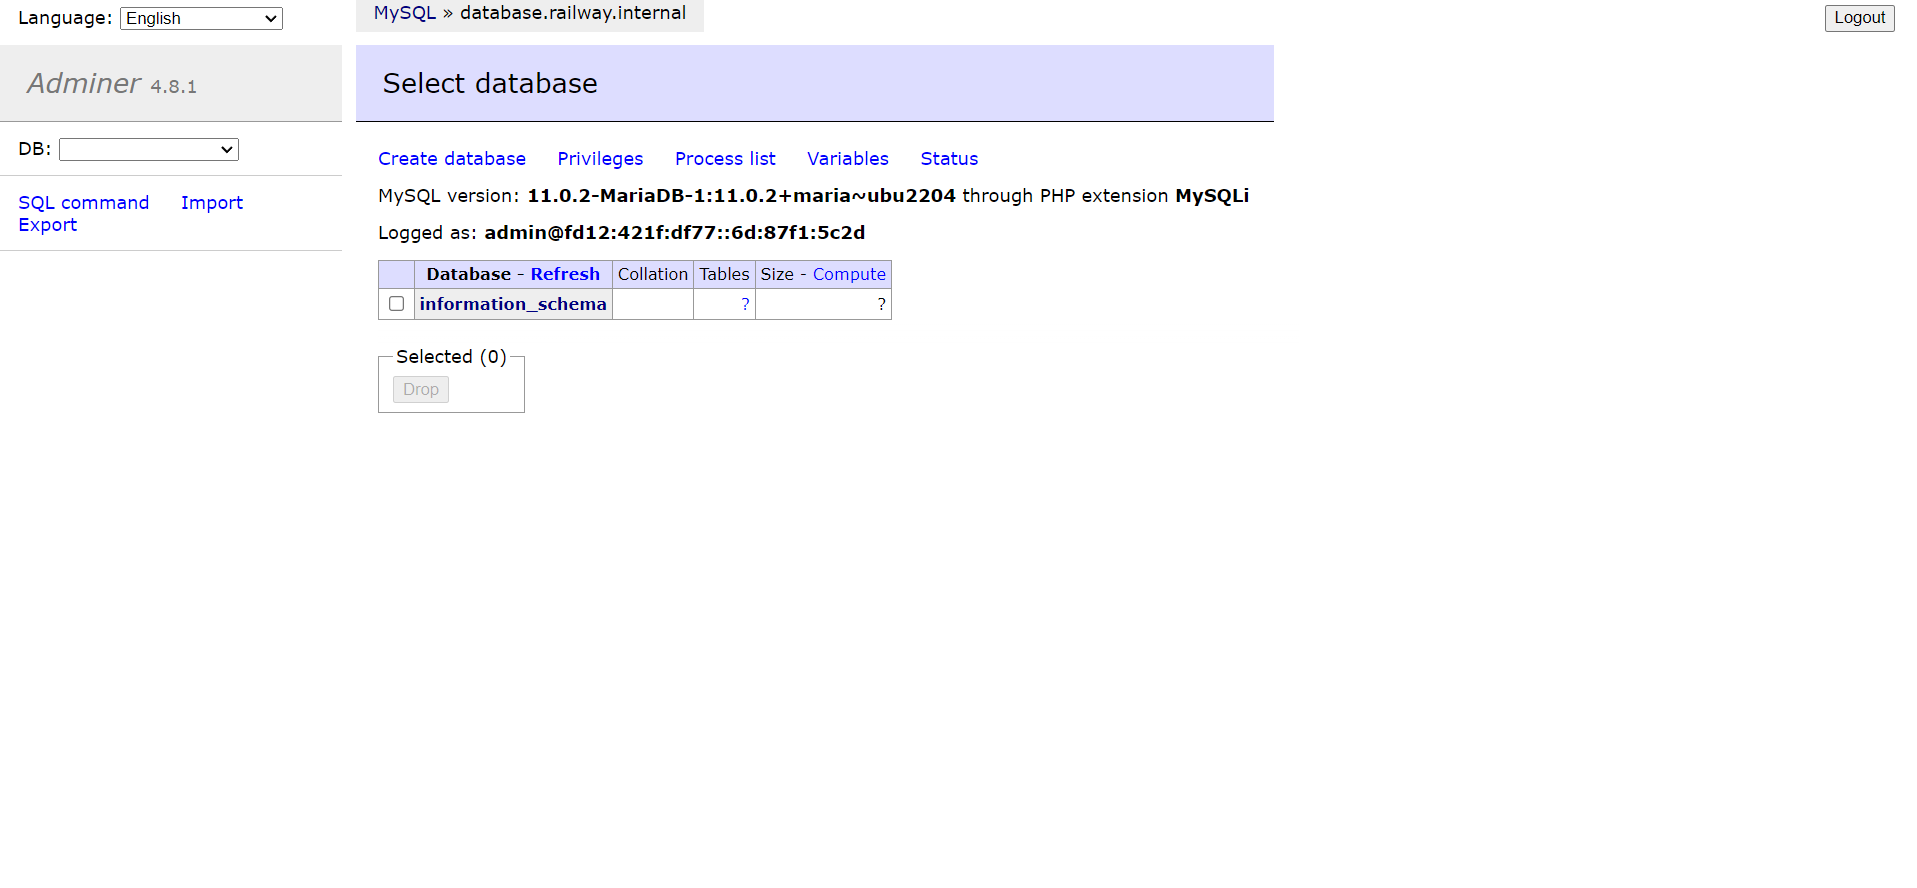 Language: English
MySQL » database.railway.internal
Logout
Adminer 4.8.1
Select database
DB:
SQL command Import
Export
Create database Privileges Process list Variables Status
MySQL version: 11.0.2-MariaDB-1:11.0.2+maria~ubu2204 through PHP extension MySQLi
Logged as: admin@fd12:421f:df77::6d:87f1:5c2d
Database - Refresh Collation Tables Size - Compute
information_schema ? ?
Selected (0)
Drop